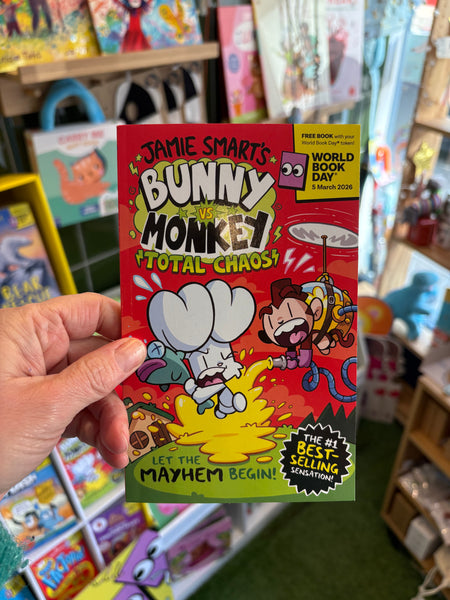 JAMIE SMART'S
BUNNY
VS
MONKEY
TOTAL CHAOS
FREE BOOK with your
World Book Day® token!
WORLD
BOOK
DAY
5 March 2026
LET THE
MAYHEM BEGIN!
THE #1
BEST-
SELLING
SENSATION!
BEAR